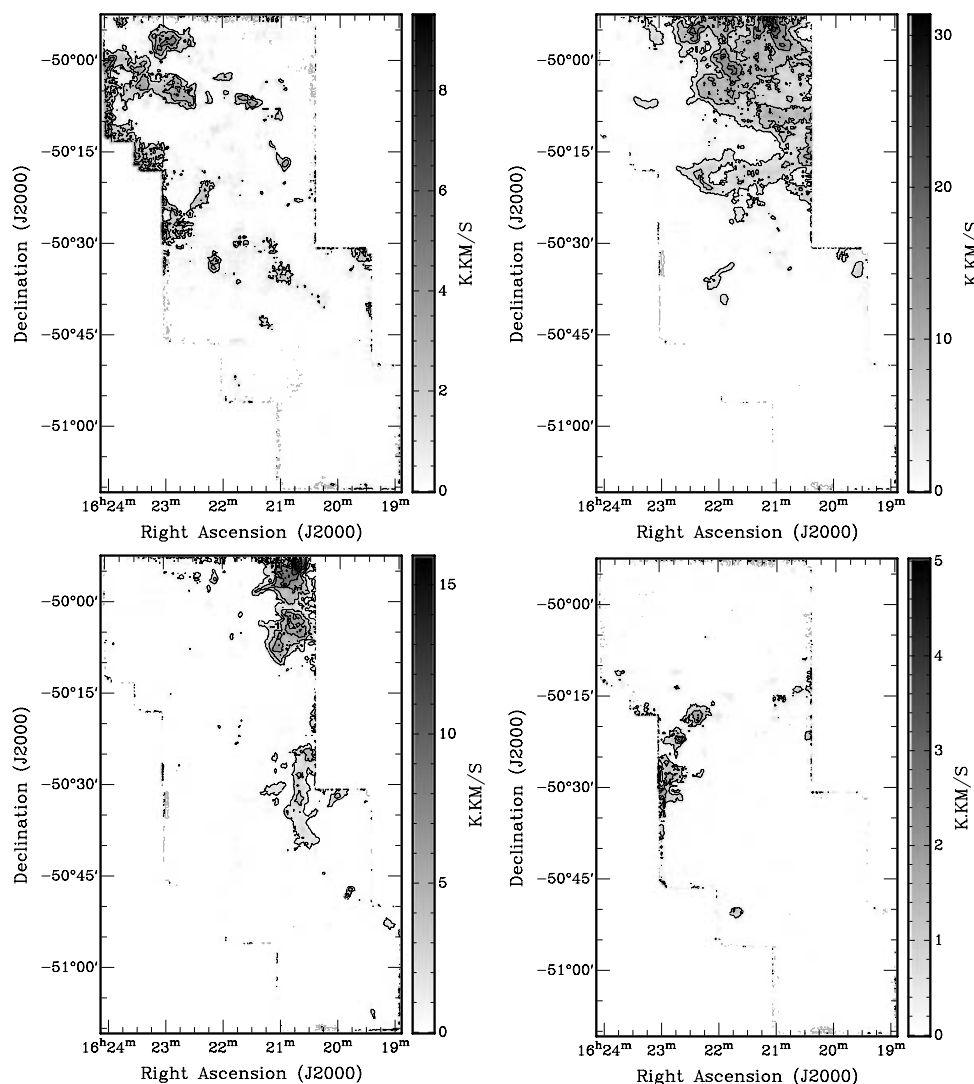 −50°00′
−50°15′
−50°30′
−50°45′
−51°00′
Declination (J2000)
16ʰ24ᵐ 23ᵐ 22ᵐ 21ᵐ 20ᵐ 19ᵐ
Right Ascension (J2000)
8
6
4
2
0
K.KM/S
−50°00′
−50°15′
−50°30′
−50°45′
−51°00′
Declination (J2000)
16ʰ24ᵐ 23ᵐ 22ᵐ 21ᵐ 20ᵐ 19ᵐ
Right Ascension (J2000)
30
20
10
0
K.KM/S
−50°00′
−50°15′
−50°30′
−50°45′
−51°00′
Declination (J2000)
16ʰ24ᵐ 23ᵐ 22ᵐ 21ᵐ 20ᵐ 19ᵐ
Right Ascension (J2000)
15
10
5
0
K.KM/S
−50°00′
−50°15′
−50°30′
−50°45′
−51°00′
Declination (J2000)
16ʰ24ᵐ 23ᵐ 22ᵐ 21ᵐ 20ᵐ 19ᵐ
Right Ascension (J2000)
5
4
3
2
1
0
K.KM/S